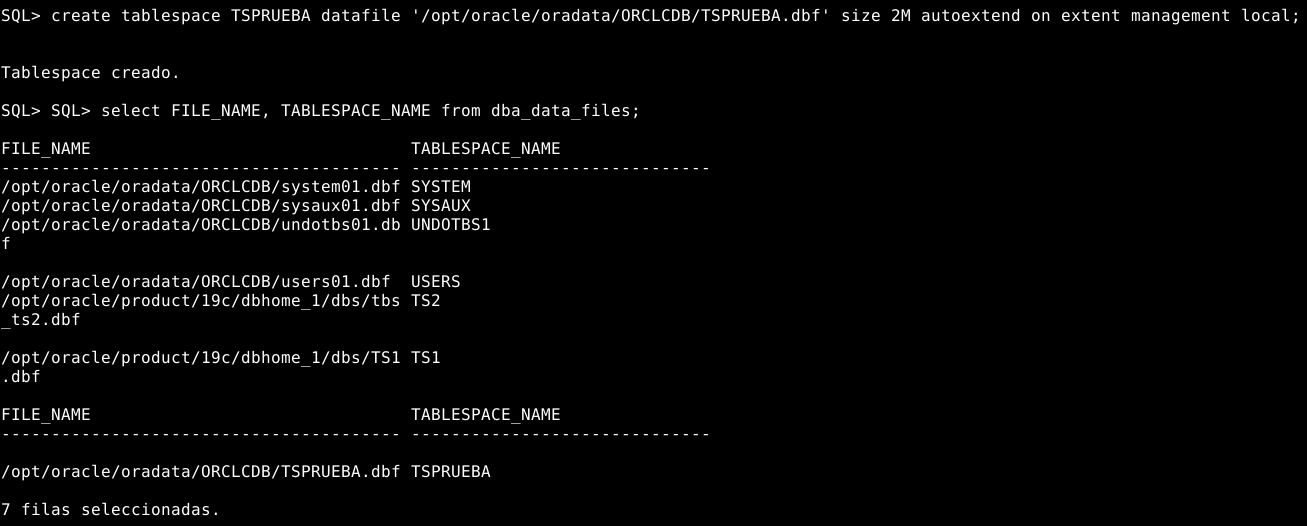 SQL> create tablespace TSPRUEBA datafile '/opt/oracle/oradata/ORCLCDB/TSPRUEBA.dbf' size 2M autoextend on extent management local;
Tablespace creado.
SQL> SQL> select FILE_NAME, TABLESPACE_NAME from dba_data_files;
FILE_NAME                                TABLESPACE_NAME
---------------------------------------- ------------------------------
/opt/oracle/oradata/ORCLCDB/system01.dbf SYSTEM
/opt/oracle/oradata/ORCLCDB/sysaux01.dbf SYSAUX
/opt/oracle/oradata/ORCLCDB/undotbs01.db UNDOTBS1
f
/opt/oracle/oradata/ORCLCDB/users01.dbf  USERS
/opt/oracle/product/19c/dbhome_1/dbs/tbs TS2
_ts2.dbf
/opt/oracle/product/19c/dbhome_1/dbs/TS1 TS1
.dbf
FILE_NAME                                TABLESPACE_NAME
---------------------------------------- ------------------------------
/opt/oracle/oradata/ORCLCDB/TSPRUEBA.dbf TSPRUEBA
7 filas seleccionadas.